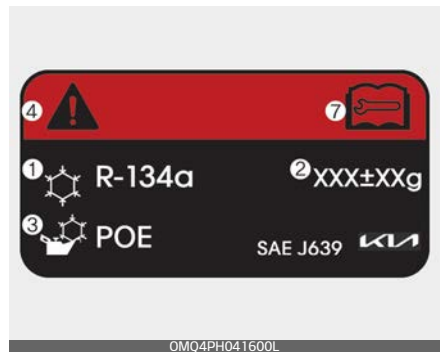 ④ ⑦
① R-134a ② XXX±XXg
③ POE SAE J639 KIA
OMQ4PH041600L